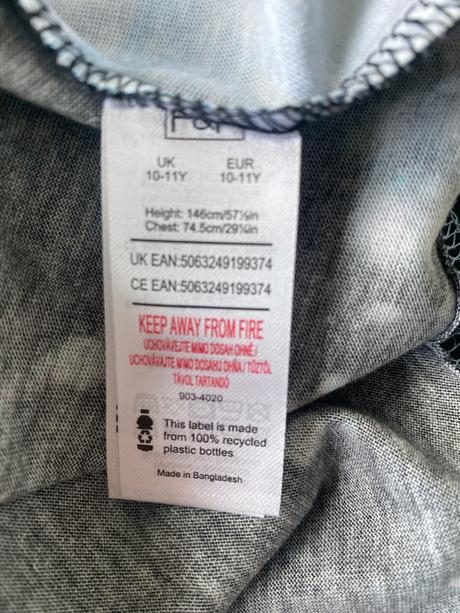 F&F
UK EUR
10-11Y 10-11Y
Height: 146cm/57½in
Chest: 74.5cm/29¼in
UK EAN:5063249199374
CE EAN:5063249199374
KEEP AWAY FROM FIRE
UCHOVÁVEJTE MIMO DOSAH OHNĚ/
UCHOVÁVAJTE MIMO DOSAHU OHŇA/TŰZTŐL
TÁVOL TARTANDÓ
903-4020
This label is made
from 100% recycled
plastic bottles
Made in Bangladesh